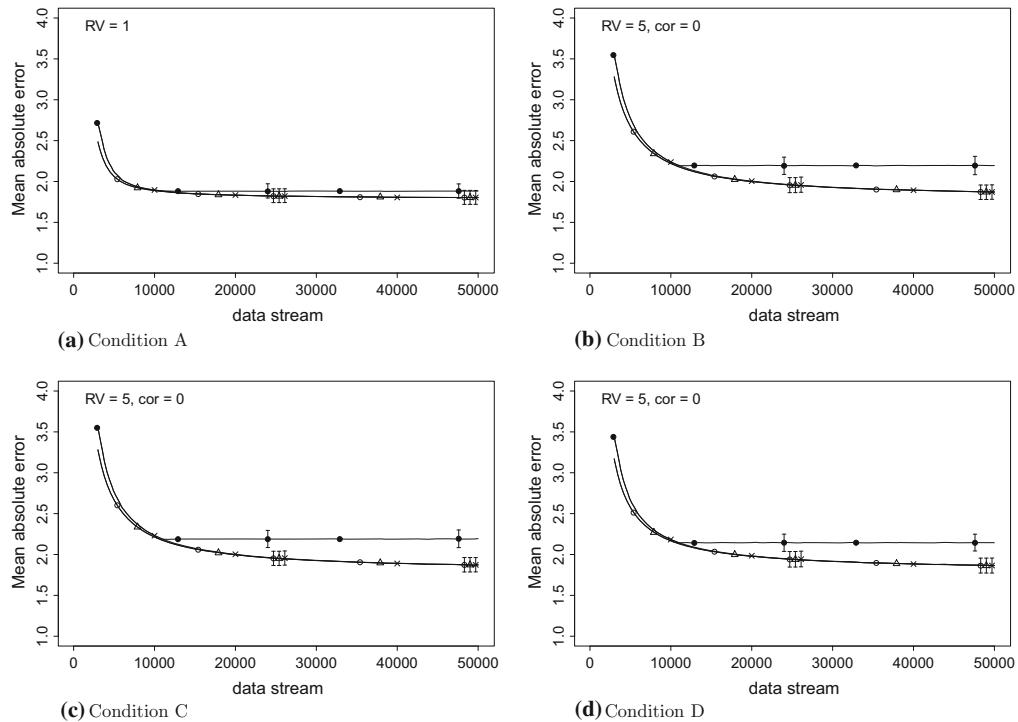 RV = 1
Mean absolute error
4.0
3.5
3.0
2.5
2.0
1.5
1.0
0 10000 20000 30000 40000 50000
data stream
(a) Condition A
RV = 5, cor = 0
Mean absolute error
4.0
3.5
3.0
2.5
2.0
1.5
1.0
0 10000 20000 30000 40000 50000
data stream
(b) Condition B
RV = 5, cor = 0
Mean absolute error
4.0
3.5
3.0
2.5
2.0
1.5
1.0
0 10000 20000 30000 40000 50000
data stream
(c) Condition C
RV = 5, cor = 0
Mean absolute error
4.0
3.5
3.0
2.5
2.0
1.5
1.0
0 10000 20000 30000 40000 50000
data stream
(d) Condition D